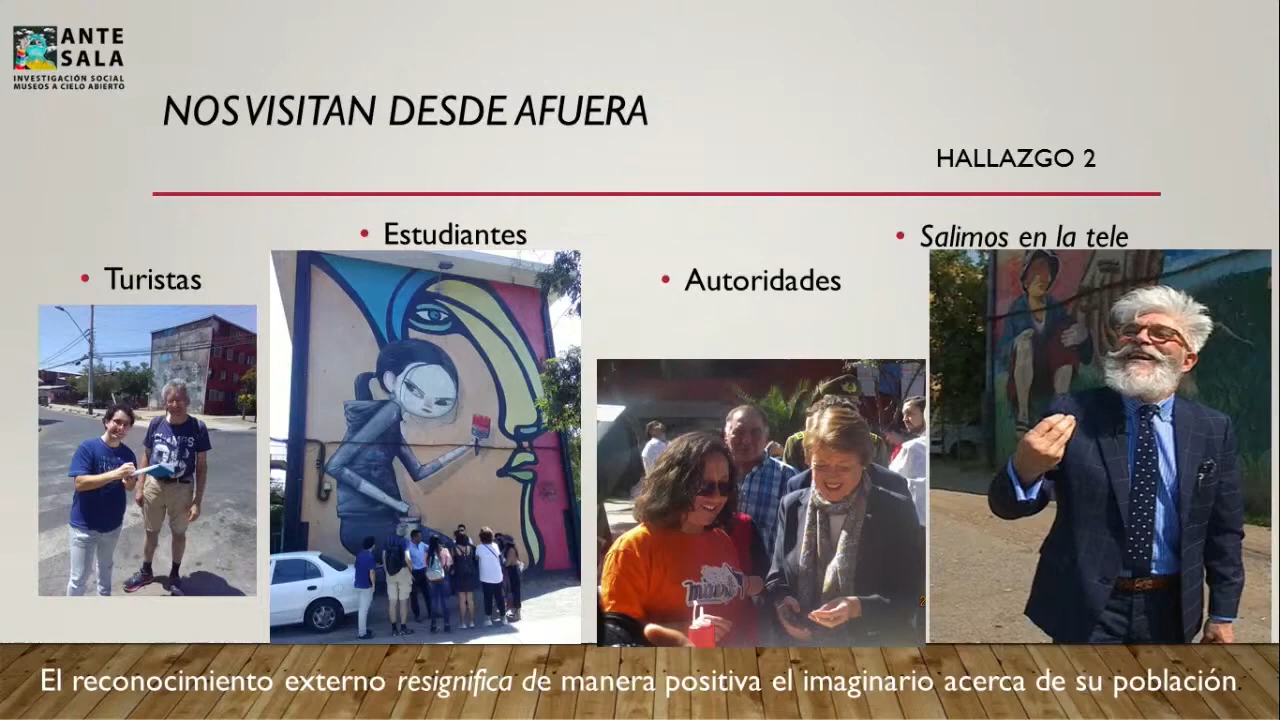 ANTE
SALA
INVESTIGACIÓN SOCIAL
MUSEOS A CIELO ABIERTO
NOS VISITAN DESDE AFUERA
HALLAZGO 2
• Estudiantes
• Salimos en la tele
• Turistas
• Autoridades
El reconocimiento externo resignifica de manera positiva el imaginario acerca de su población.